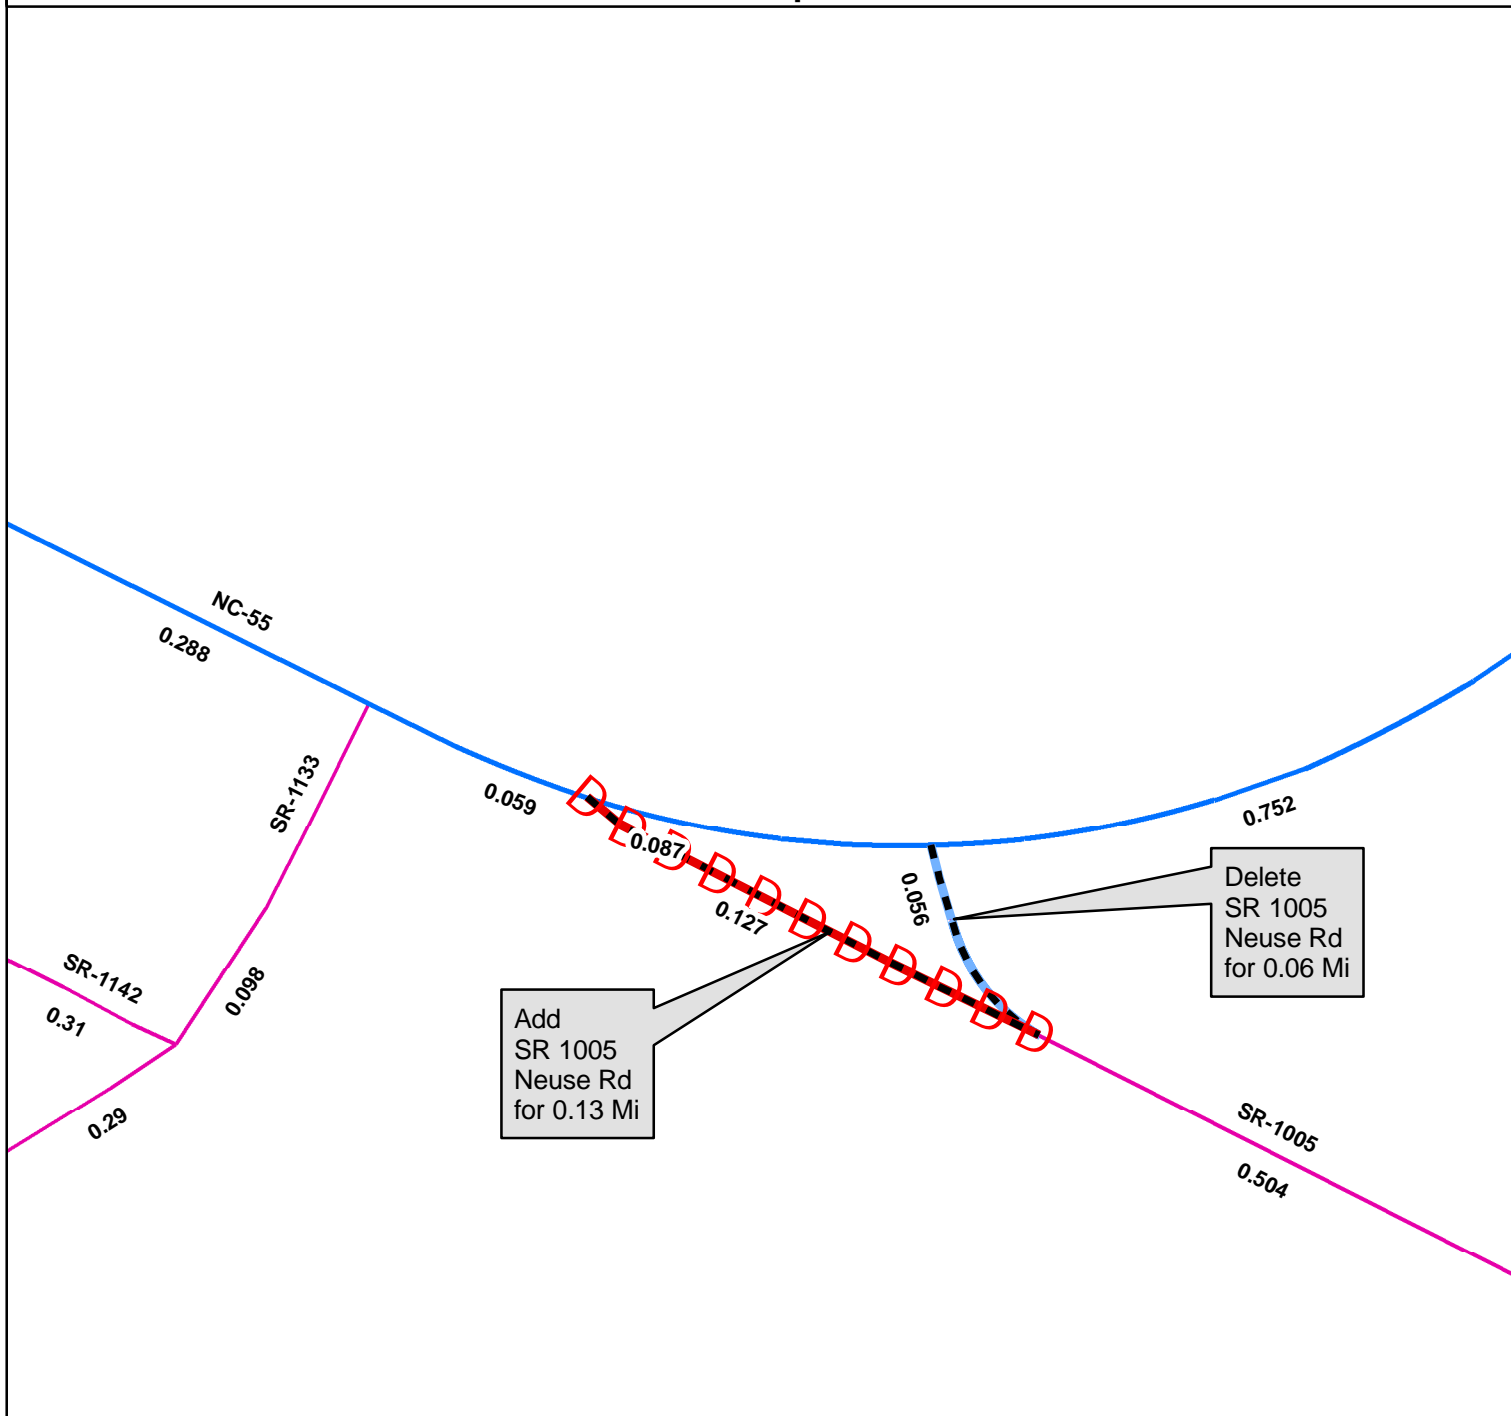 NC-55
0.288
SR-1133
0.059
0.087
0.127
0.056
0.752
Delete
SR 1005
Neuse Rd
for 0.06 Mi
SR-1142
0.31
0.098
0.29
Add
SR 1005
Neuse Rd
for 0.13 Mi
D D D D D D D D D D D
SR-1005
0.504